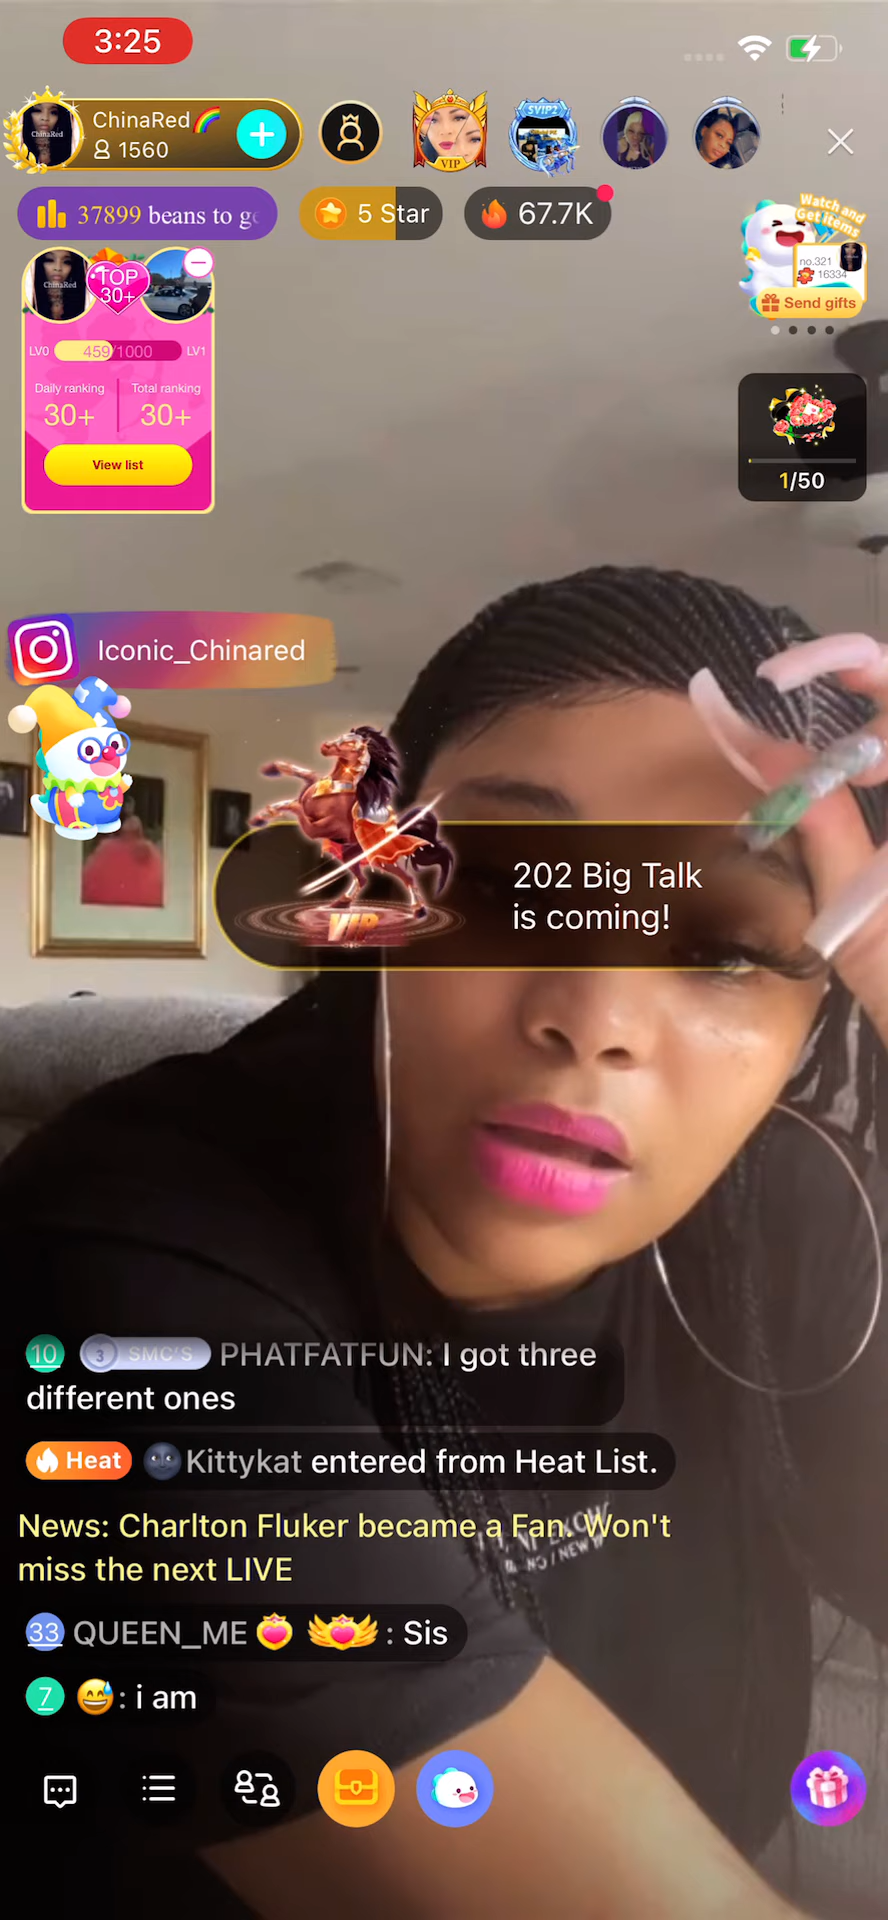 3:25
ChinaRed🌈
1560
VIP
SVIP2
37899 beans to ge
5 Star
67.7K
Watch and
Get items
no.321
16334
Send gifts
ChinaRed
TOP
30+
LV0 459/1000 LV1
Daily ranking Total ranking
30+ 30+
View list
1/50
Iconic_Chinared
VIP
202 Big Talk
is coming!
10 3 SMC'S PHATFATFUN: I got three
different ones
Heat 🌚Kittykat entered from Heat List.
News: Charlton Fluker became a Fan. Won't
miss the next LIVE
33 QUEEN_ME : Sis
7 😅: i am